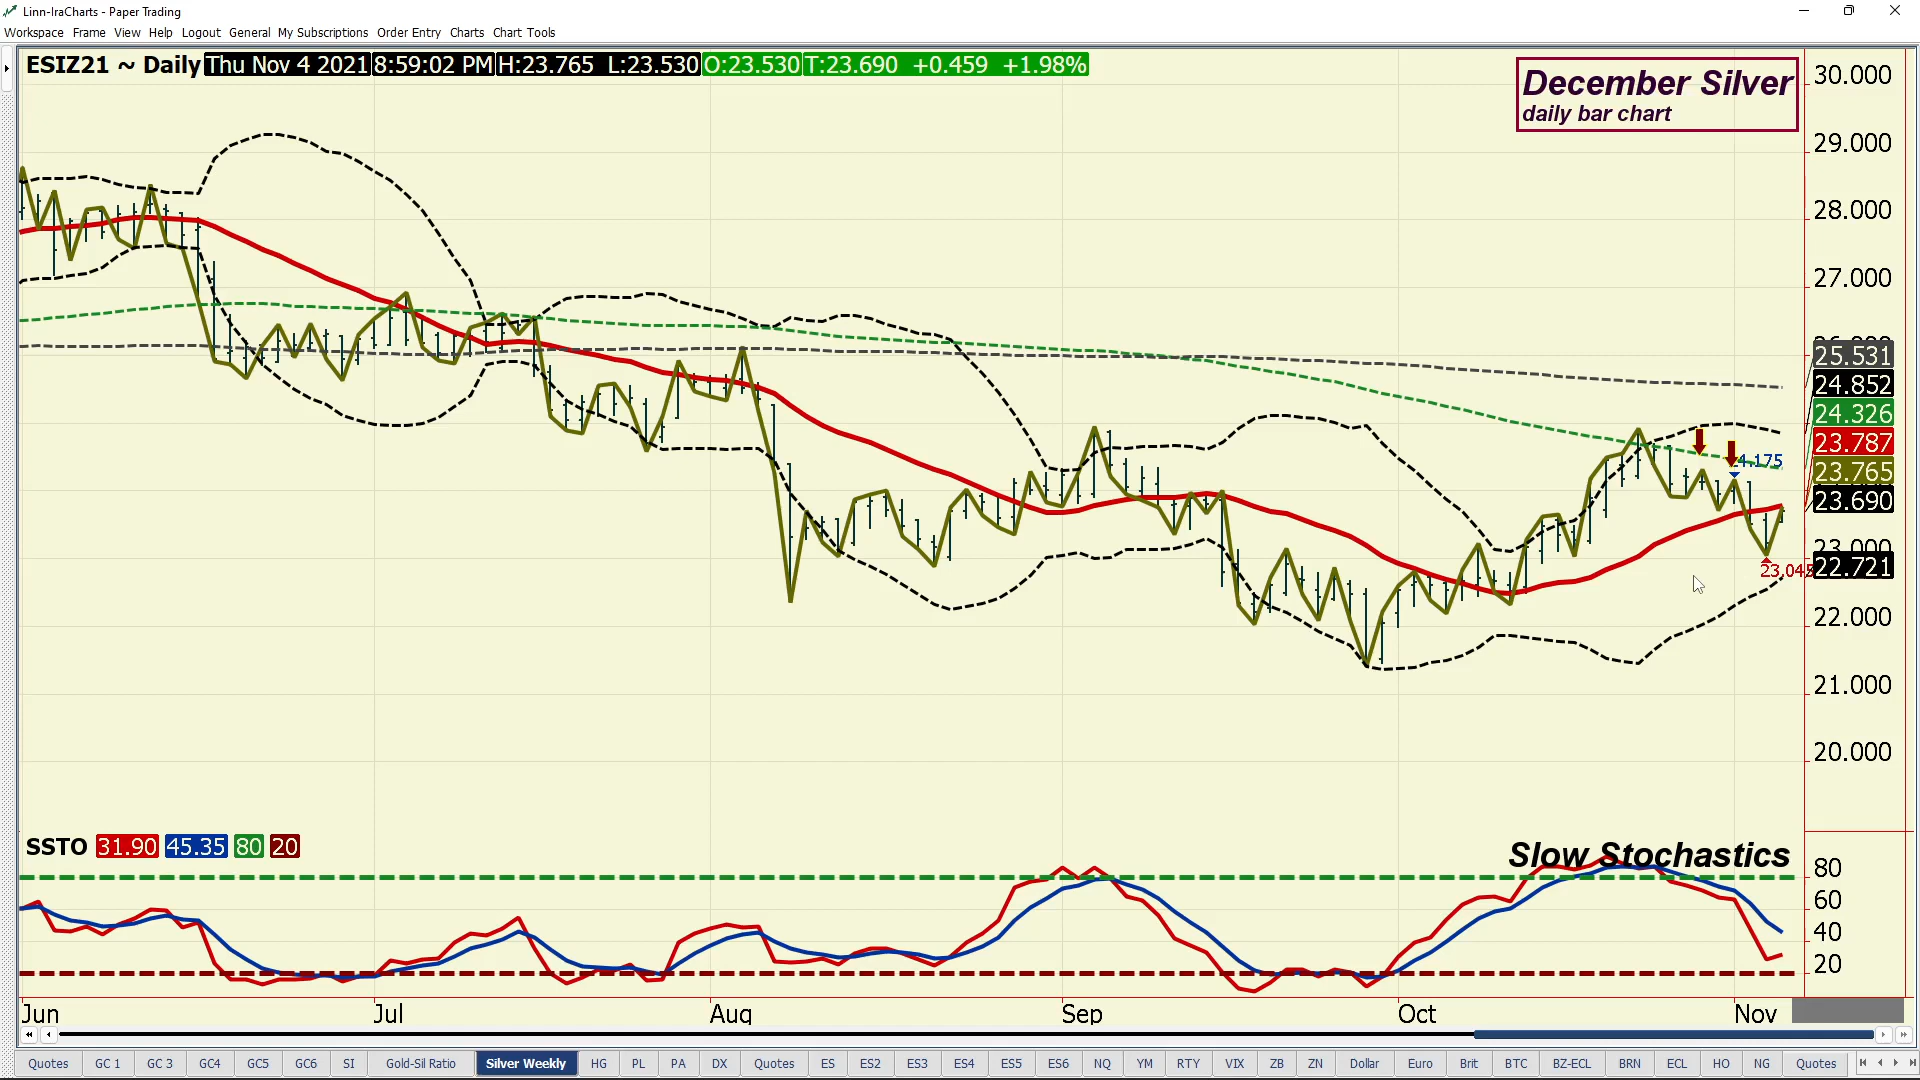 Linn-IraCharts - Paper Trading
Workspace Frame View Help Logout General My Subscriptions Order Entry Charts Chart Tools
ESIZ21 ~ Daily Thu Nov 4 2021 8:59:02 PM H:23.765 L:23.530 O:23.530 T:23.690 +0.459 +1.98%
December Silver
daily bar chart
30.000
29.000
28.000
27.000
25.531
24.852
24.326
23.787
23.765
23.690
23.000
22.721
22.000
21.000
20.000
4.175
23.045
SSTO 31.90 45.35 80 20
Slow Stochastics
80
60
40
20
Jun Jul Aug Sep Oct Nov
Quotes GC 1 GC 3 GC4 GC5 GC6 SI Gold-Sil Ratio Silver Weekly HG PL PA DX Quotes ES ES2 ES3 ES4 ES5 ES6 NQ YM RTY VIX ZB ZN Dollar Euro Brit BTC BZ-ECL BRN ECL HO NG Quotes